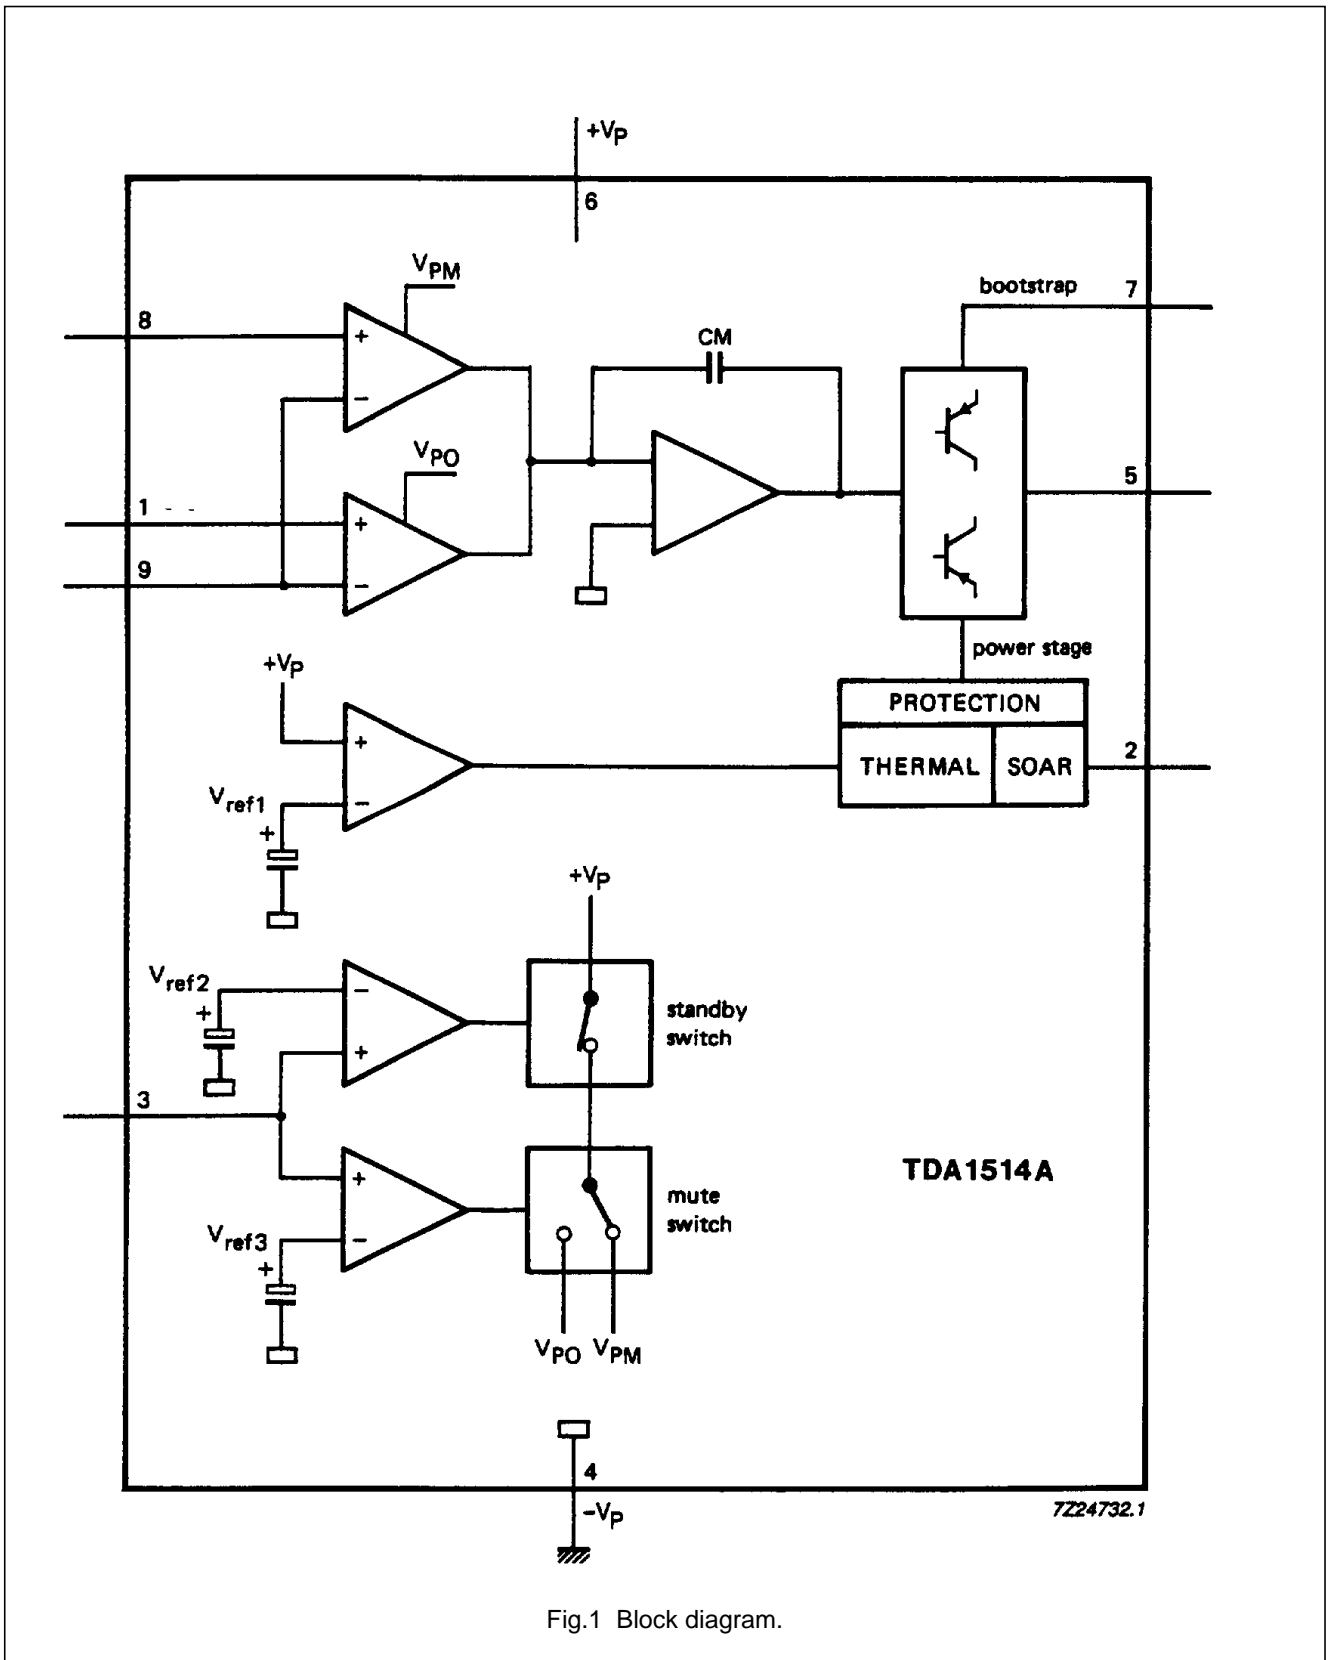 +VP
6
VPM
bootstrap 7
8
+
CM
−
VPO
5
1
+
9
−
power stage
+VP
PROTECTION
+
THERMAL SOAR 2
Vref1
−
+
+VP
Vref2
−
+
standby
switch
+
3
TDA1514A
+
mute
switch
Vref3
−
+
VPO VPM
4
−VP
7Z24732.1
Fig.1 Block diagram.